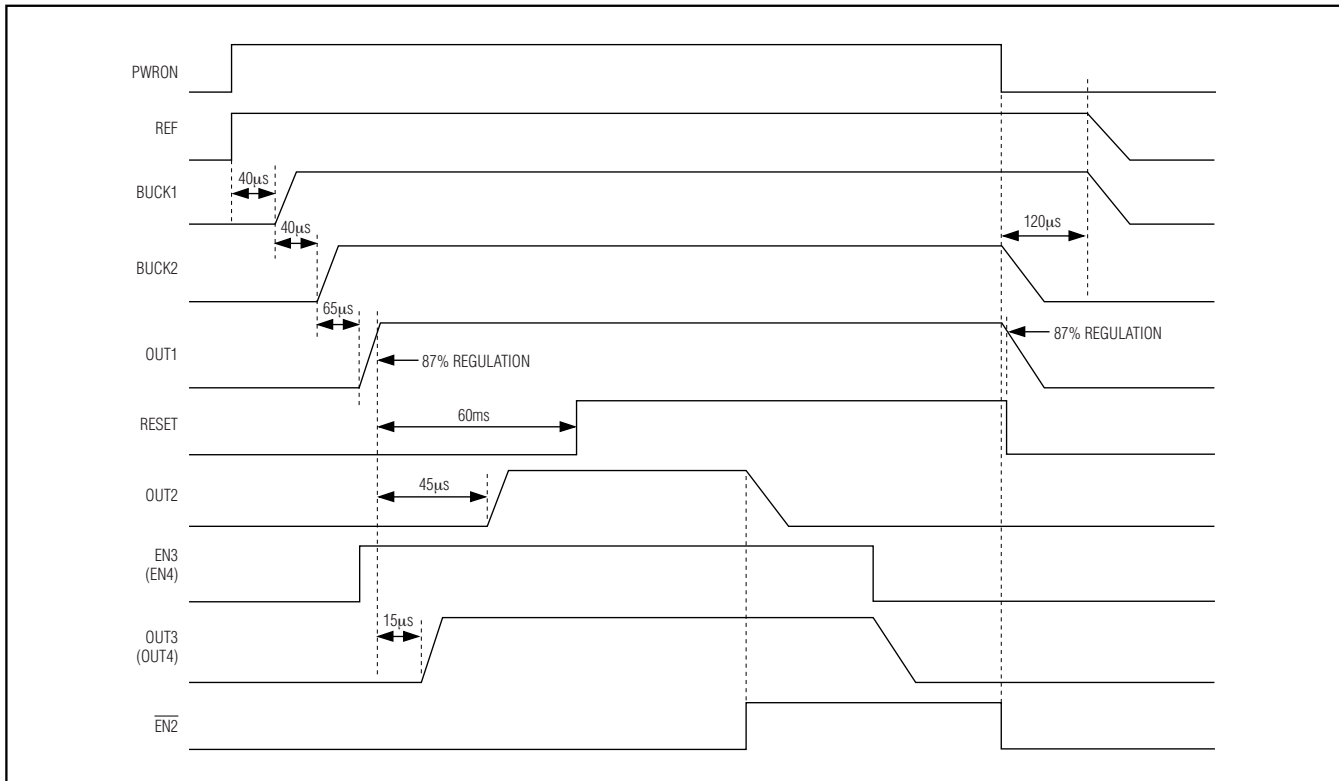 PWRON
REF
40μs
BUCK1
40μs
120μs
BUCK2
65μs
87% REGULATION
OUT1
87% REGULATION
RESET
60ms
45μs
OUT2
EN3
(EN4)
15μs
OUT3
(OUT4)
EN2